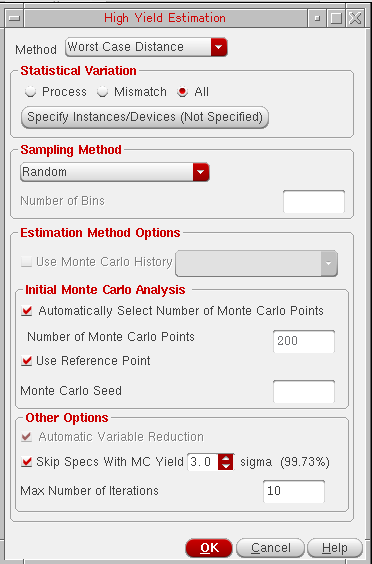 High Yield Estimation
Method Worst Case Distance
Statistical Variation
Process Mismatch All
Specify Instances/Devices (Not Specified)
Sampling Method
Random
Number of Bins
Estimation Method Options
Use Monte Carlo History
Initial Monte Carlo Analysis
Automatically Select Number of Monte Carlo Points
Number of Monte Carlo Points 200
Use Reference Point
Monte Carlo Seed
Other Options
Automatic Variable Reduction
Skip Specs With MC Yield 3.0 sigma (99.73%)
Max Number of Iterations 10
OK Cancel Help